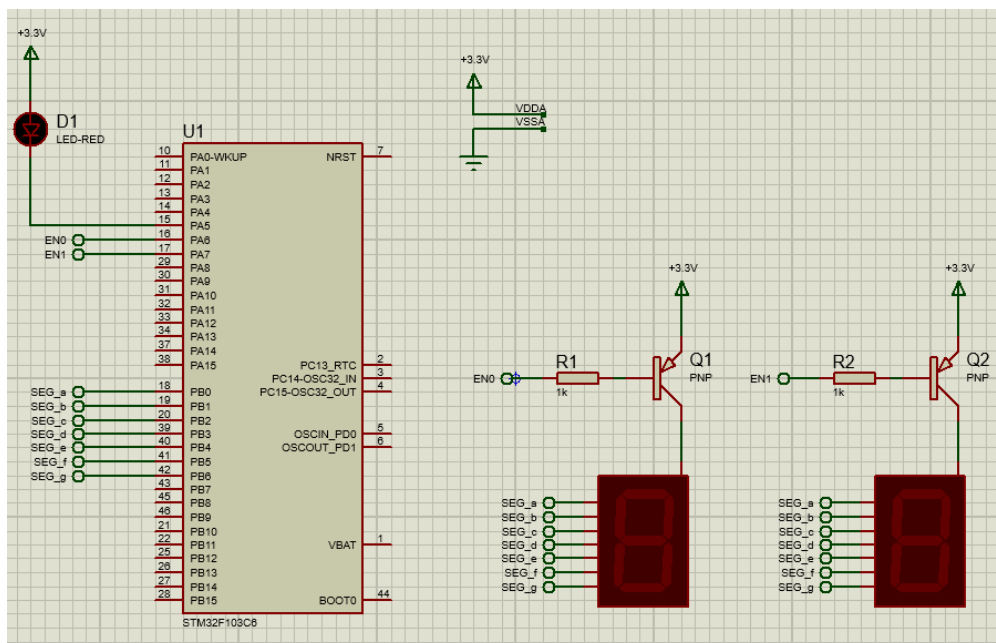 +3.3V
D1
LED-RED
+3.3V
VDDA
VSSA
U1
10 PA0-WKUP NRST 7
11 PA1
12 PA2
13 PA3
14 PA4
15 PA5
EN0 16 PA6
EN1 17 PA7
29 PA8
30 PA9
31 PA10
32 PA11
33 PA12
34 PA13
37 PA14
38 PA15 PC13_RTC 2
PC14-OSC32_IN 3
SEG_a 18 PB0 PC15-OSC32_OUT 4
SEG_b 19 PB1
SEG_c 20 PB2
SEG_d 39 PB3 OSCIN_PD0 5
SEG_e 40 PB4 OSCOUT_PD1 6
SEG_f 41 PB5
SEG_g 42 PB6
43 PB7
45 PB8
46 PB9
21 PB10
22 PB11 VBAT 1
25 PB12
26 PB13
27 PB14
28 PB15 BOOT0 44
STM32F103C6
+3.3V
EN0
R1
1k
Q1
PNP
SEG_a
SEG_b
SEG_c
SEG_d
SEG_e
SEG_f
SEG_g
+3.3V
EN1
R2
1k
Q2
PNP
SEG_a
SEG_b
SEG_c
SEG_d
SEG_e
SEG_f
SEG_g